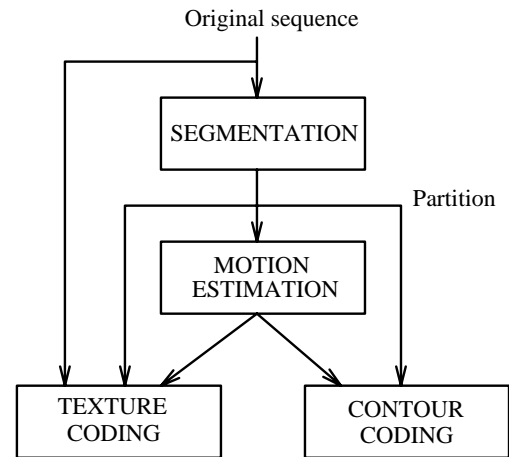 Original sequence
SEGMENTATION
Partition
MOTION
ESTIMATION
TEXTURE
CODING
CONTOUR
CODING